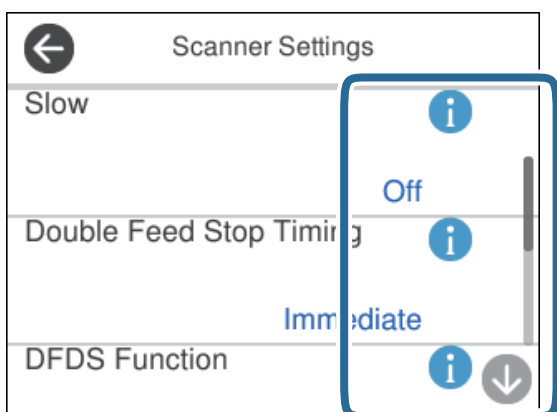 Scanner Settings
Slow
i
Off
Double Feed Stop Timing
i
Immediate
DFDS Function
i